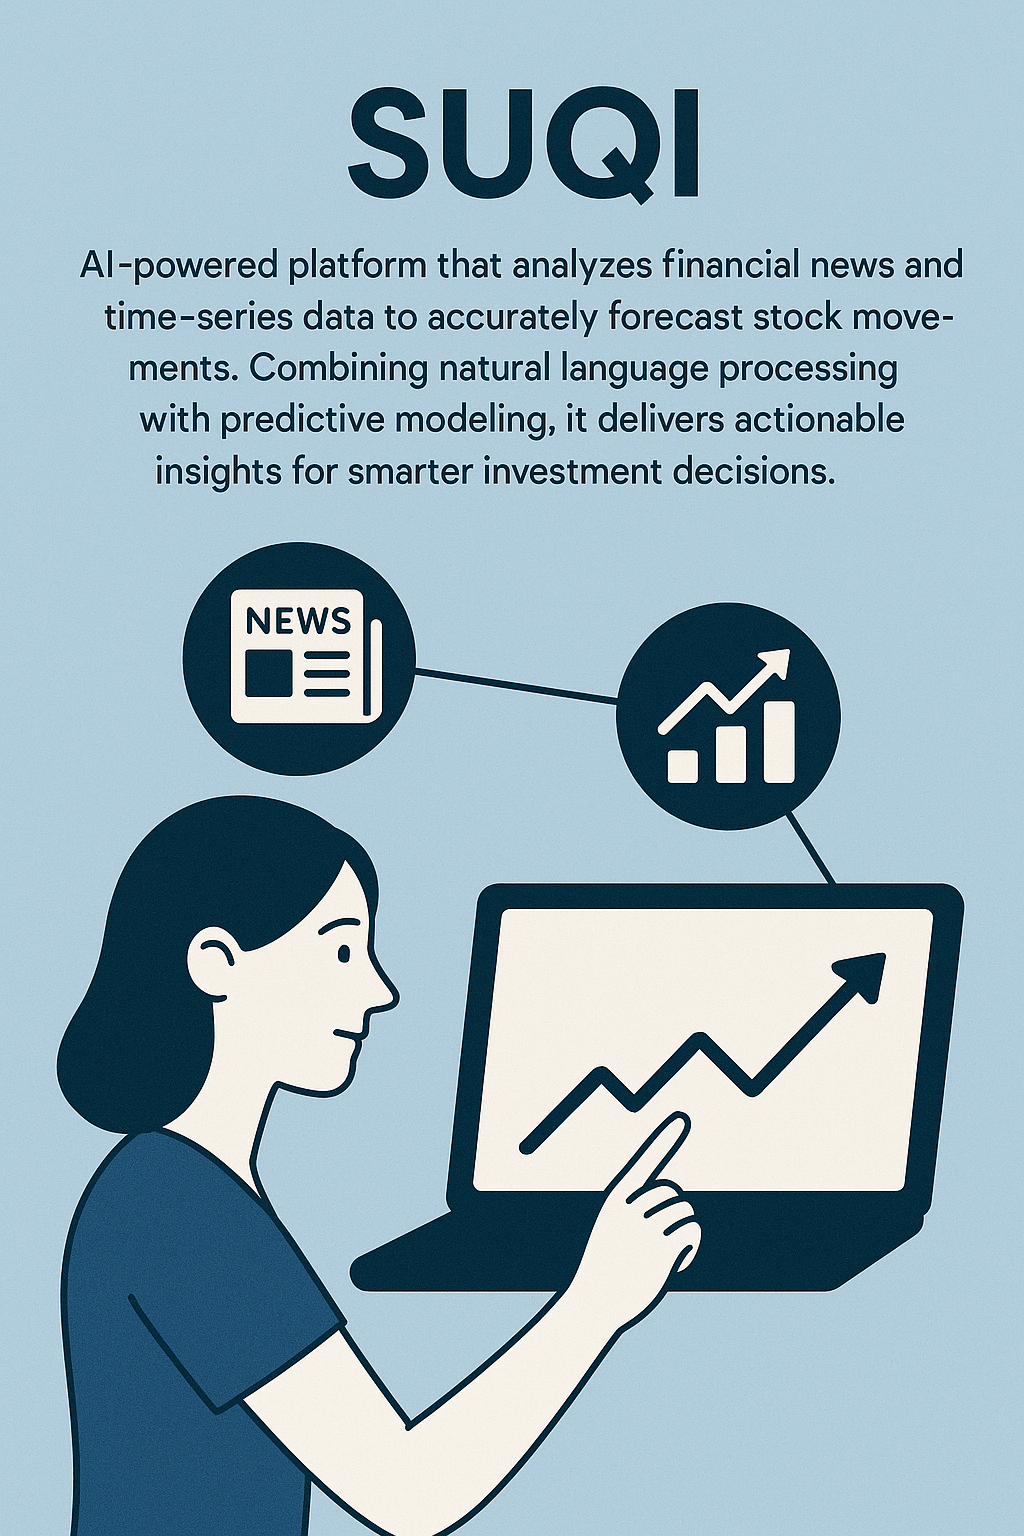 SUQI
AI-powered platform that analyzes financial news and
time-series data to accurately forecast stock move-
ments. Combining natural language processing
with predictive modeling, it delivers actionable
insights for smarter investment decisions.
NEWS